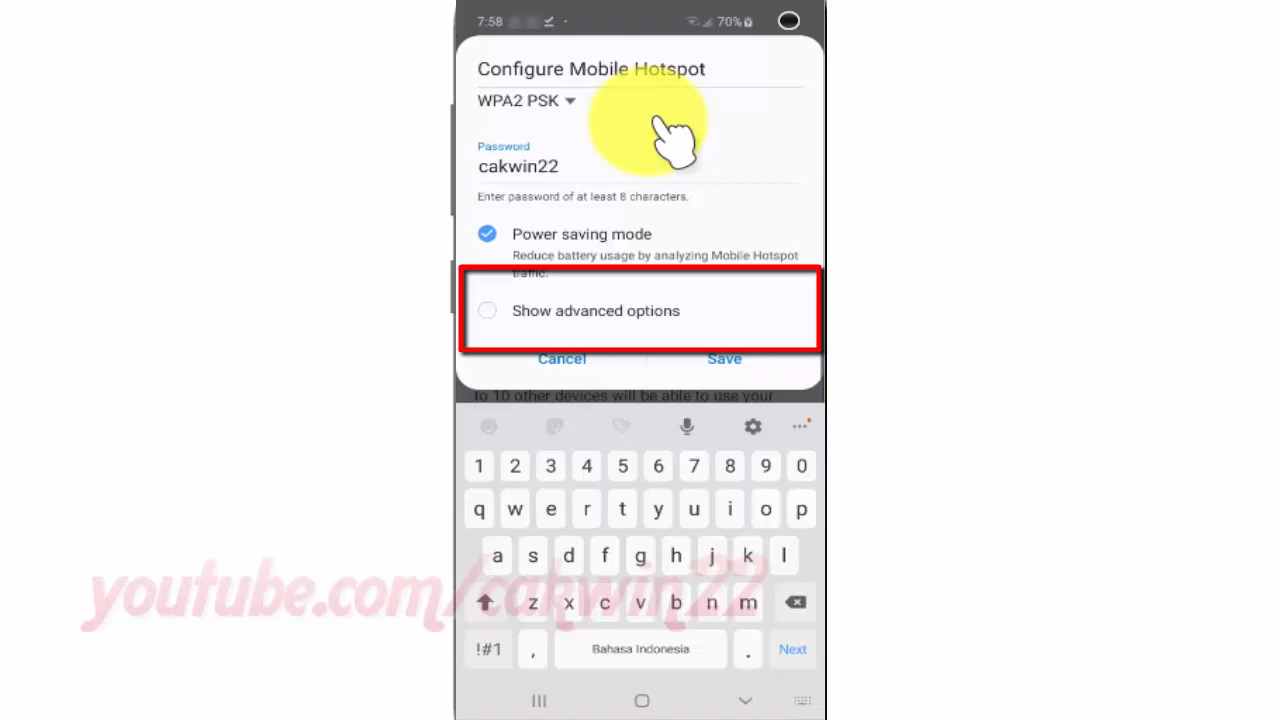 7:58
70%
Configure Mobile Hotspot
WPA2 PSK
Password
cakwin22
Enter password of at least 8 characters.
Power saving mode
Reduce battery usage by analyzing Mobile Hotspot
traffic.
Show advanced options
Cancel Save
to 10 other devices will be able to use your
1 2 3 4 5 6 7 8 9 0
q w e r t y u i o p
a s d f g h j k l
z x c v b n m
youtube.com/cakwin22
!#1 , Bahasa Indonesia . Next